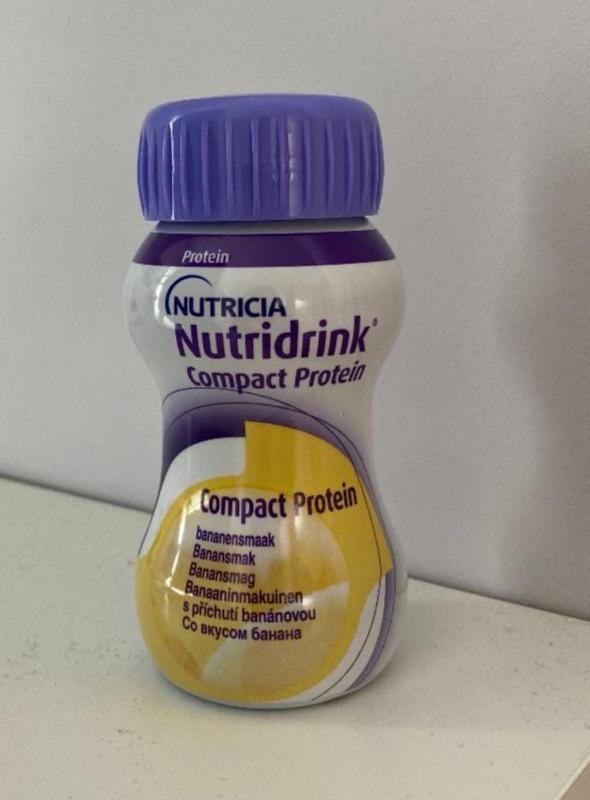 Protein
NUTRICIA
Nutridrink®
Compact Protein
Compact Protein
bananensmaak
Banansmak
Banansmag
Banaaninmakuinen
s příchutí banánovou
Со вкусом банана